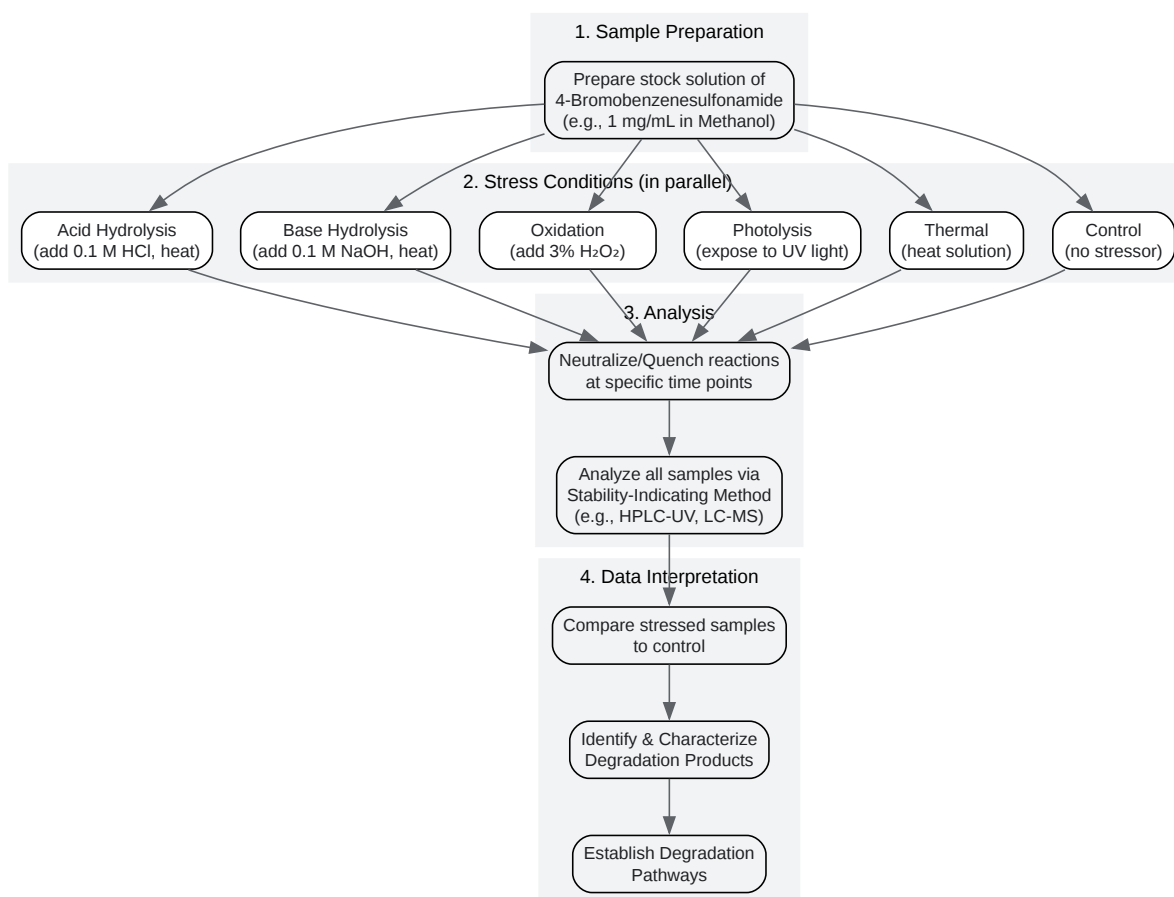 1. Sample Preparation
Prepare stock solution of
4-Bromobenzenesulfonamide
(e.g., 1 mg/mL in Methanol)
2. Stress Conditions (in parallel)
Acid Hydrolysis
(add 0.1 M HCl, heat)
Base Hydrolysis
(add 0.1 M NaOH, heat)
Oxidation
(add 3% H₂O₂)
Photolysis
(expose to UV light)
Thermal
(heat solution)
Control
(no stressor)
3. Analysis
Neutralize/Quench reactions
at specific time points
Analyze all samples via
Stability-Indicating Method
(e.g., HPLC-UV, LC-MS)
4. Data Interpretation
Compare stressed samples
to control
Identify & Characterize
Degradation Products
Establish Degradation
Pathways